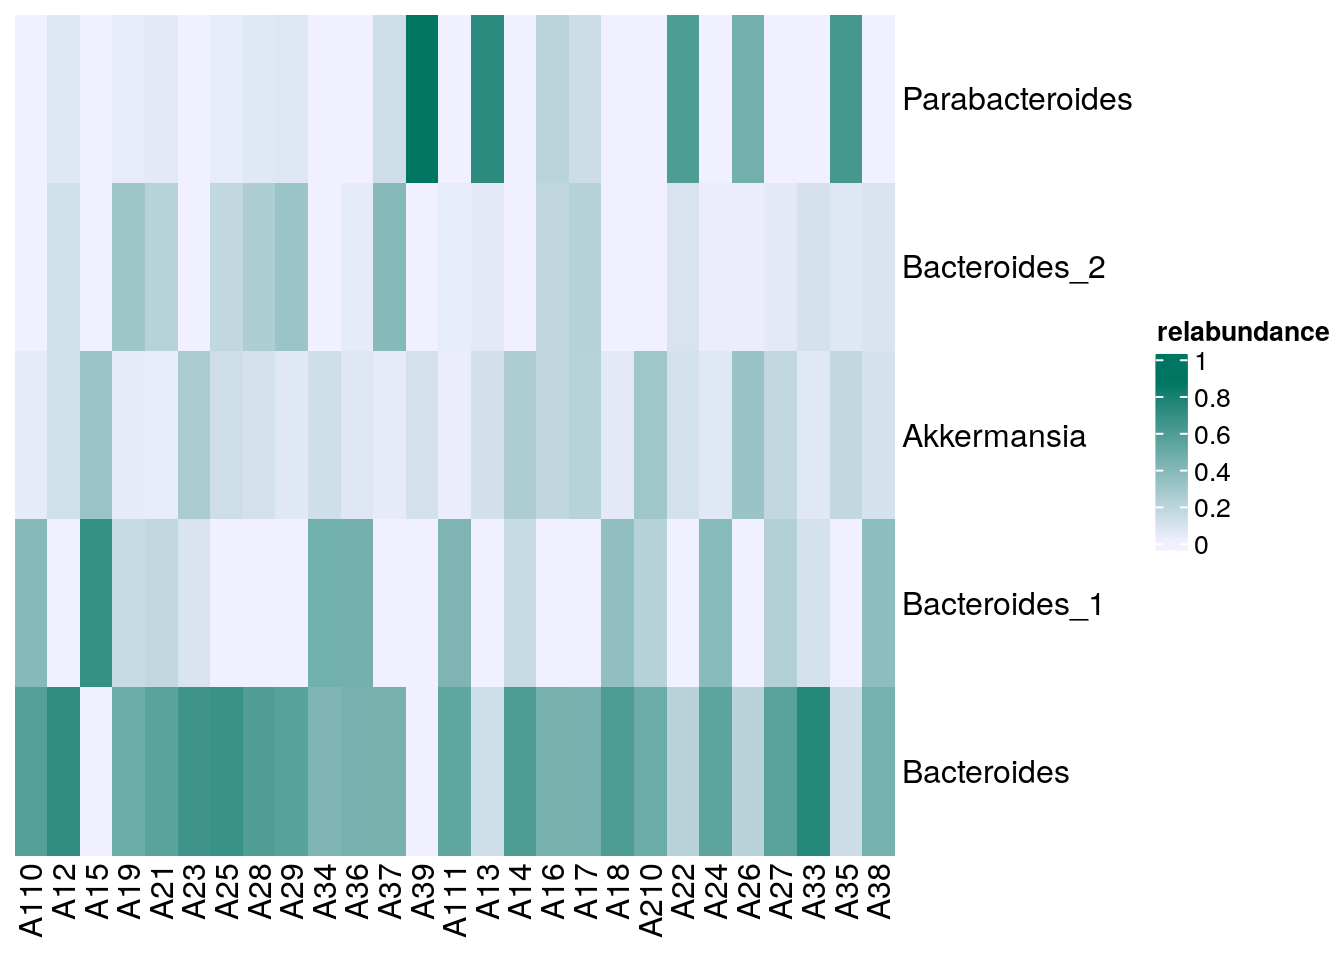 Parabacteroides
Bacteroides_2
Akkermansia
Bacteroides_1
Bacteroides
relabundance
1
0.8
0.6
0.4
0.2
0
A110 A12 A15 A19 A21 A23 A25 A28 A29 A34 A36 A37 A39 A111 A13 A14 A16 A17 A18 A210 A22 A24 A26 A27 A33 A35 A38